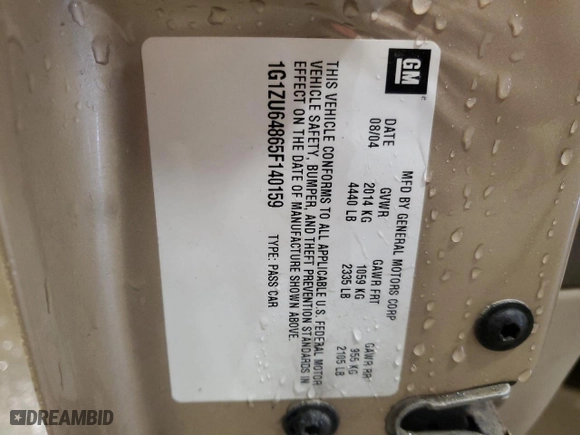 GM
MFD BY GENERAL MOTORS CORP
DATE GVWR GAWR FRT GAWR RR
08/04 2014 KG 1059 KG 955 KG
4440 LB 2335 LB 2105 LB
THIS VEHICLE CONFORMS TO ALL APPLICABLE U.S. FEDERAL MOTOR
VEHICLE SAFETY, BUMPER, AND THEFT PREVENTION STANDARDS IN
EFFECT ON THE DATE OF MANUFACTURE SHOWN ABOVE.
1G1ZU64865F140159 TYPE: PASS CAR
DREAMBID